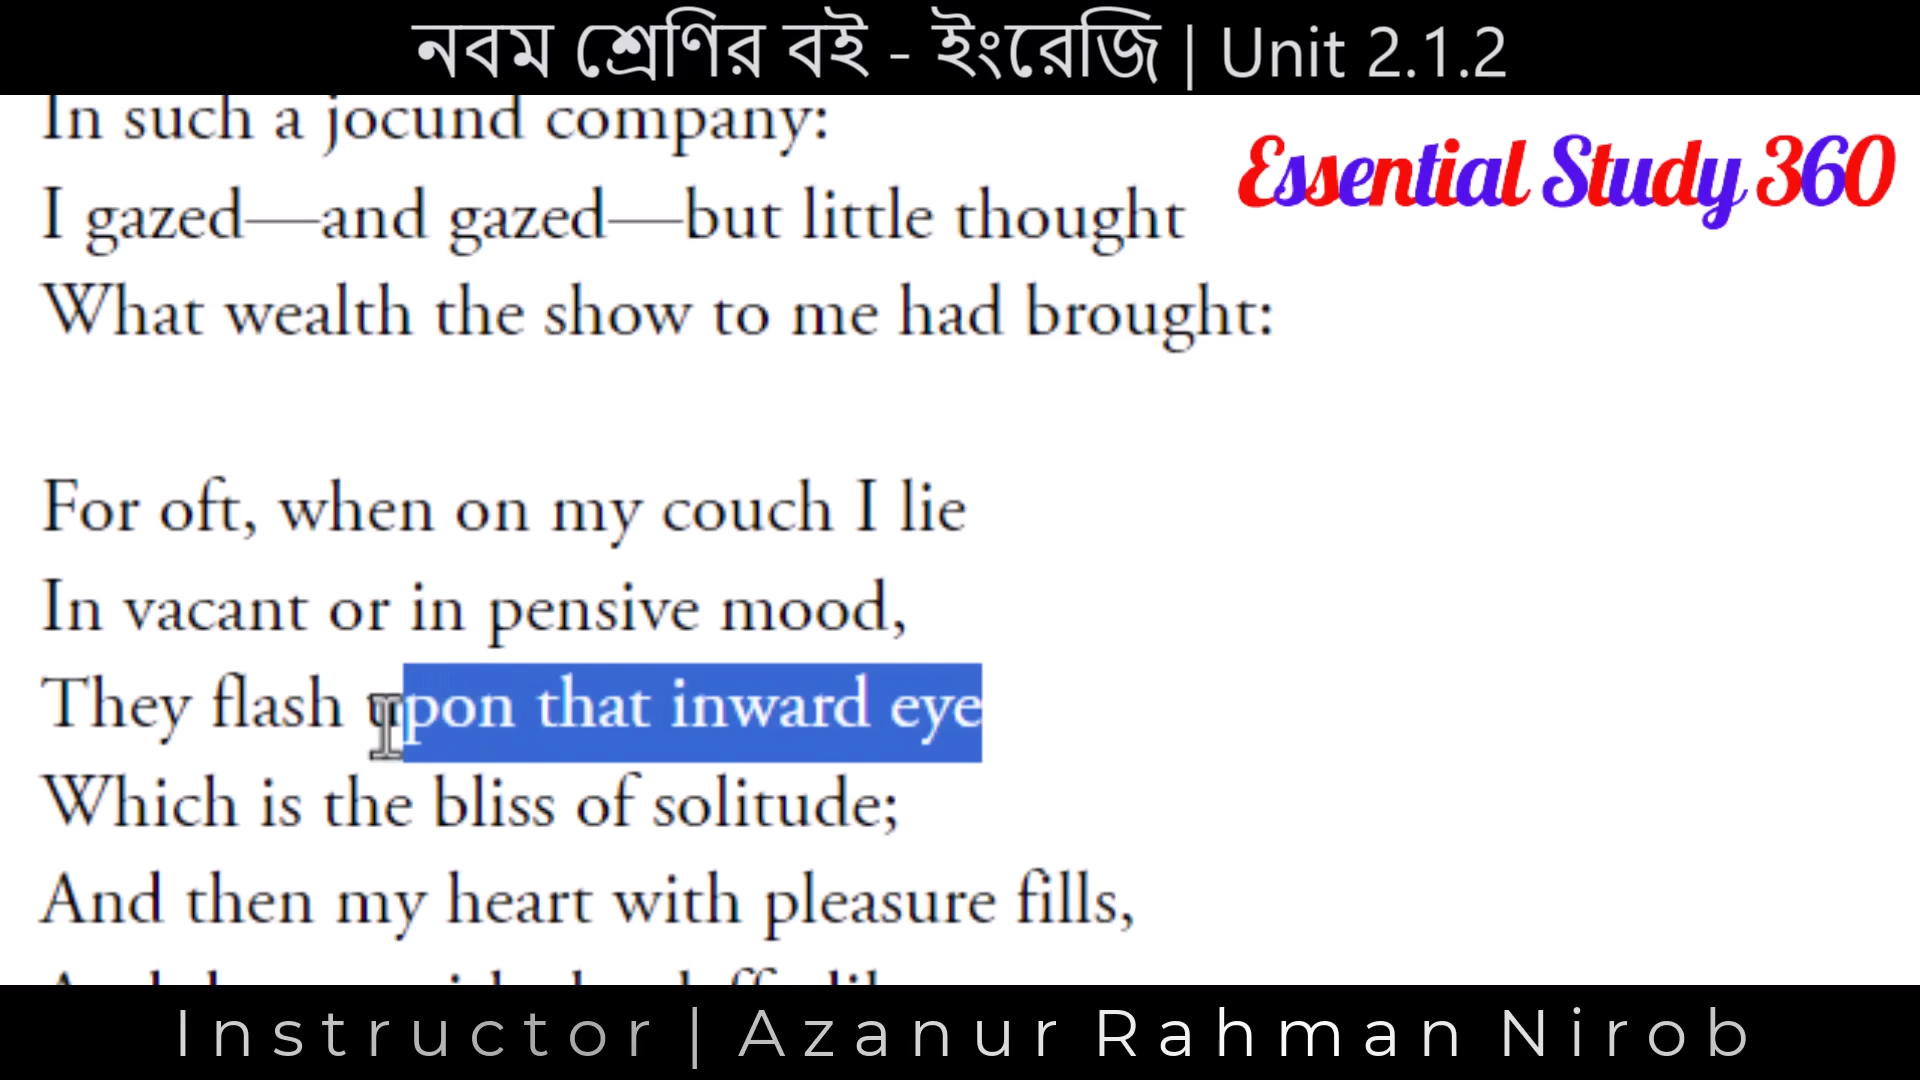 নবম শ্রেণির বই - ইংরেজি | Unit 2.1.2
In such a jocund company:
Essential Study 360
I gazed—and gazed—but little thought
What wealth the show to me had brought:
For oft, when on my couch I lie
In vacant or in pensive mood,
They flash upon that inward eye
Which is the bliss of solitude;
And then my heart with pleasure fills,
Instructor | Azanur Rahman Nirob